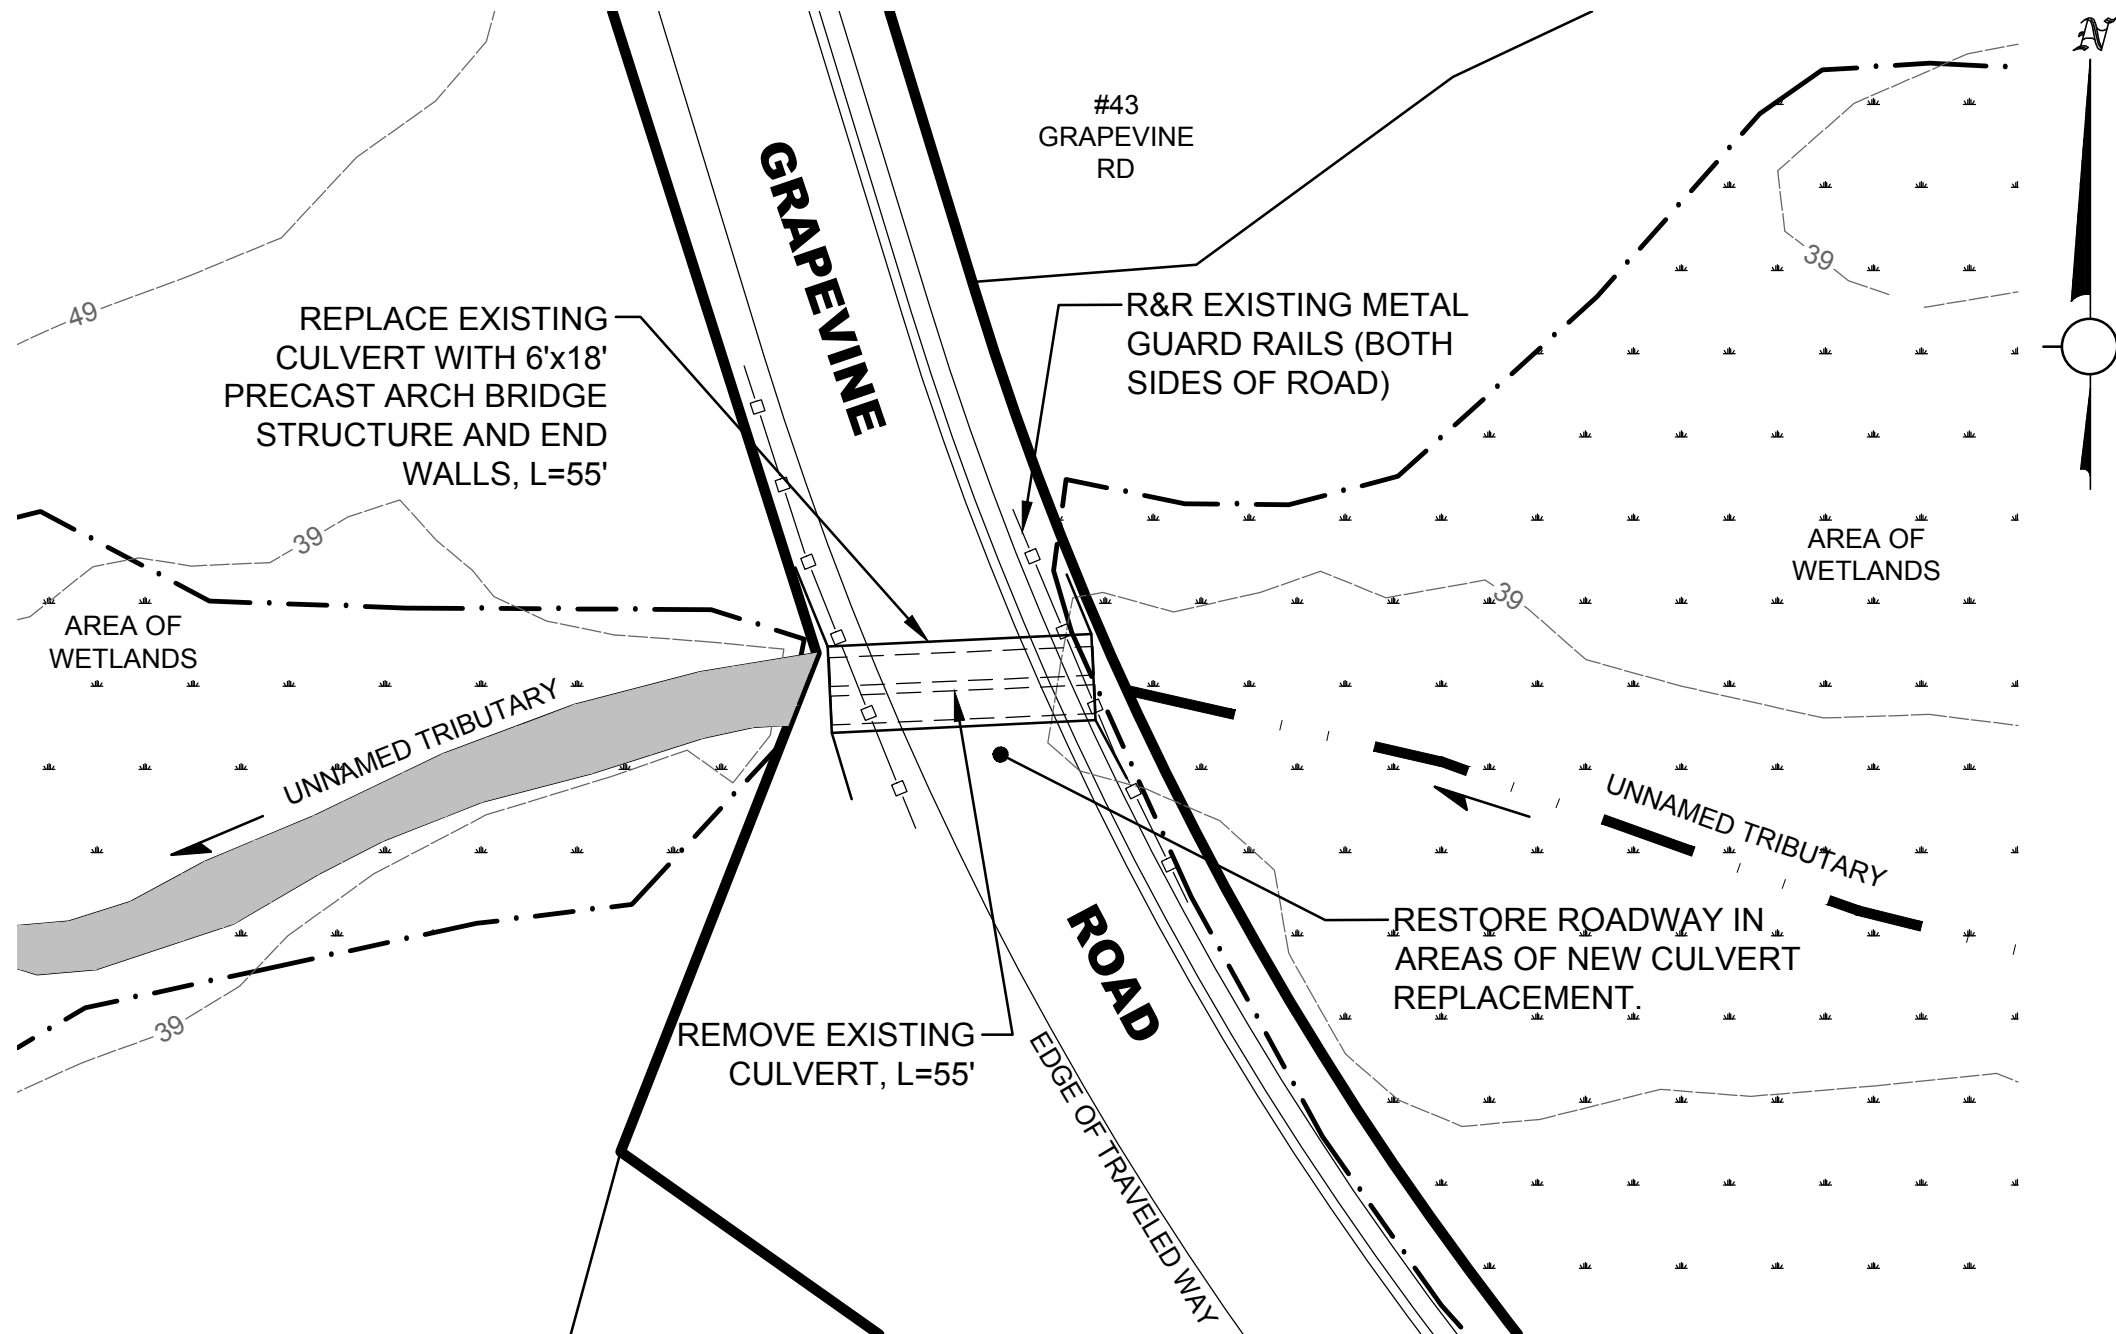 N
#43
GRAPEVINE
RD
GRAPEVINE
49
REPLACE EXISTING
CULVERT WITH 6'x18'
PRECAST ARCH BRIDGE
STRUCTURE AND END
WALLS, L=55'
R&R EXISTING METAL
GUARD RAILS (BOTH
SIDES OF ROAD)
39
39
AREA OF
WETLANDS
39
AREA OF
WETLANDS
UNNAMED TRIBUTARY
UNNAMED TRIBUTARY
RESTORE ROADWAY IN
AREAS OF NEW CULVERT
REPLACEMENT.
ROAD
39
REMOVE EXISTING
CULVERT, L=55'
EDGE OF TRAVELED WAY